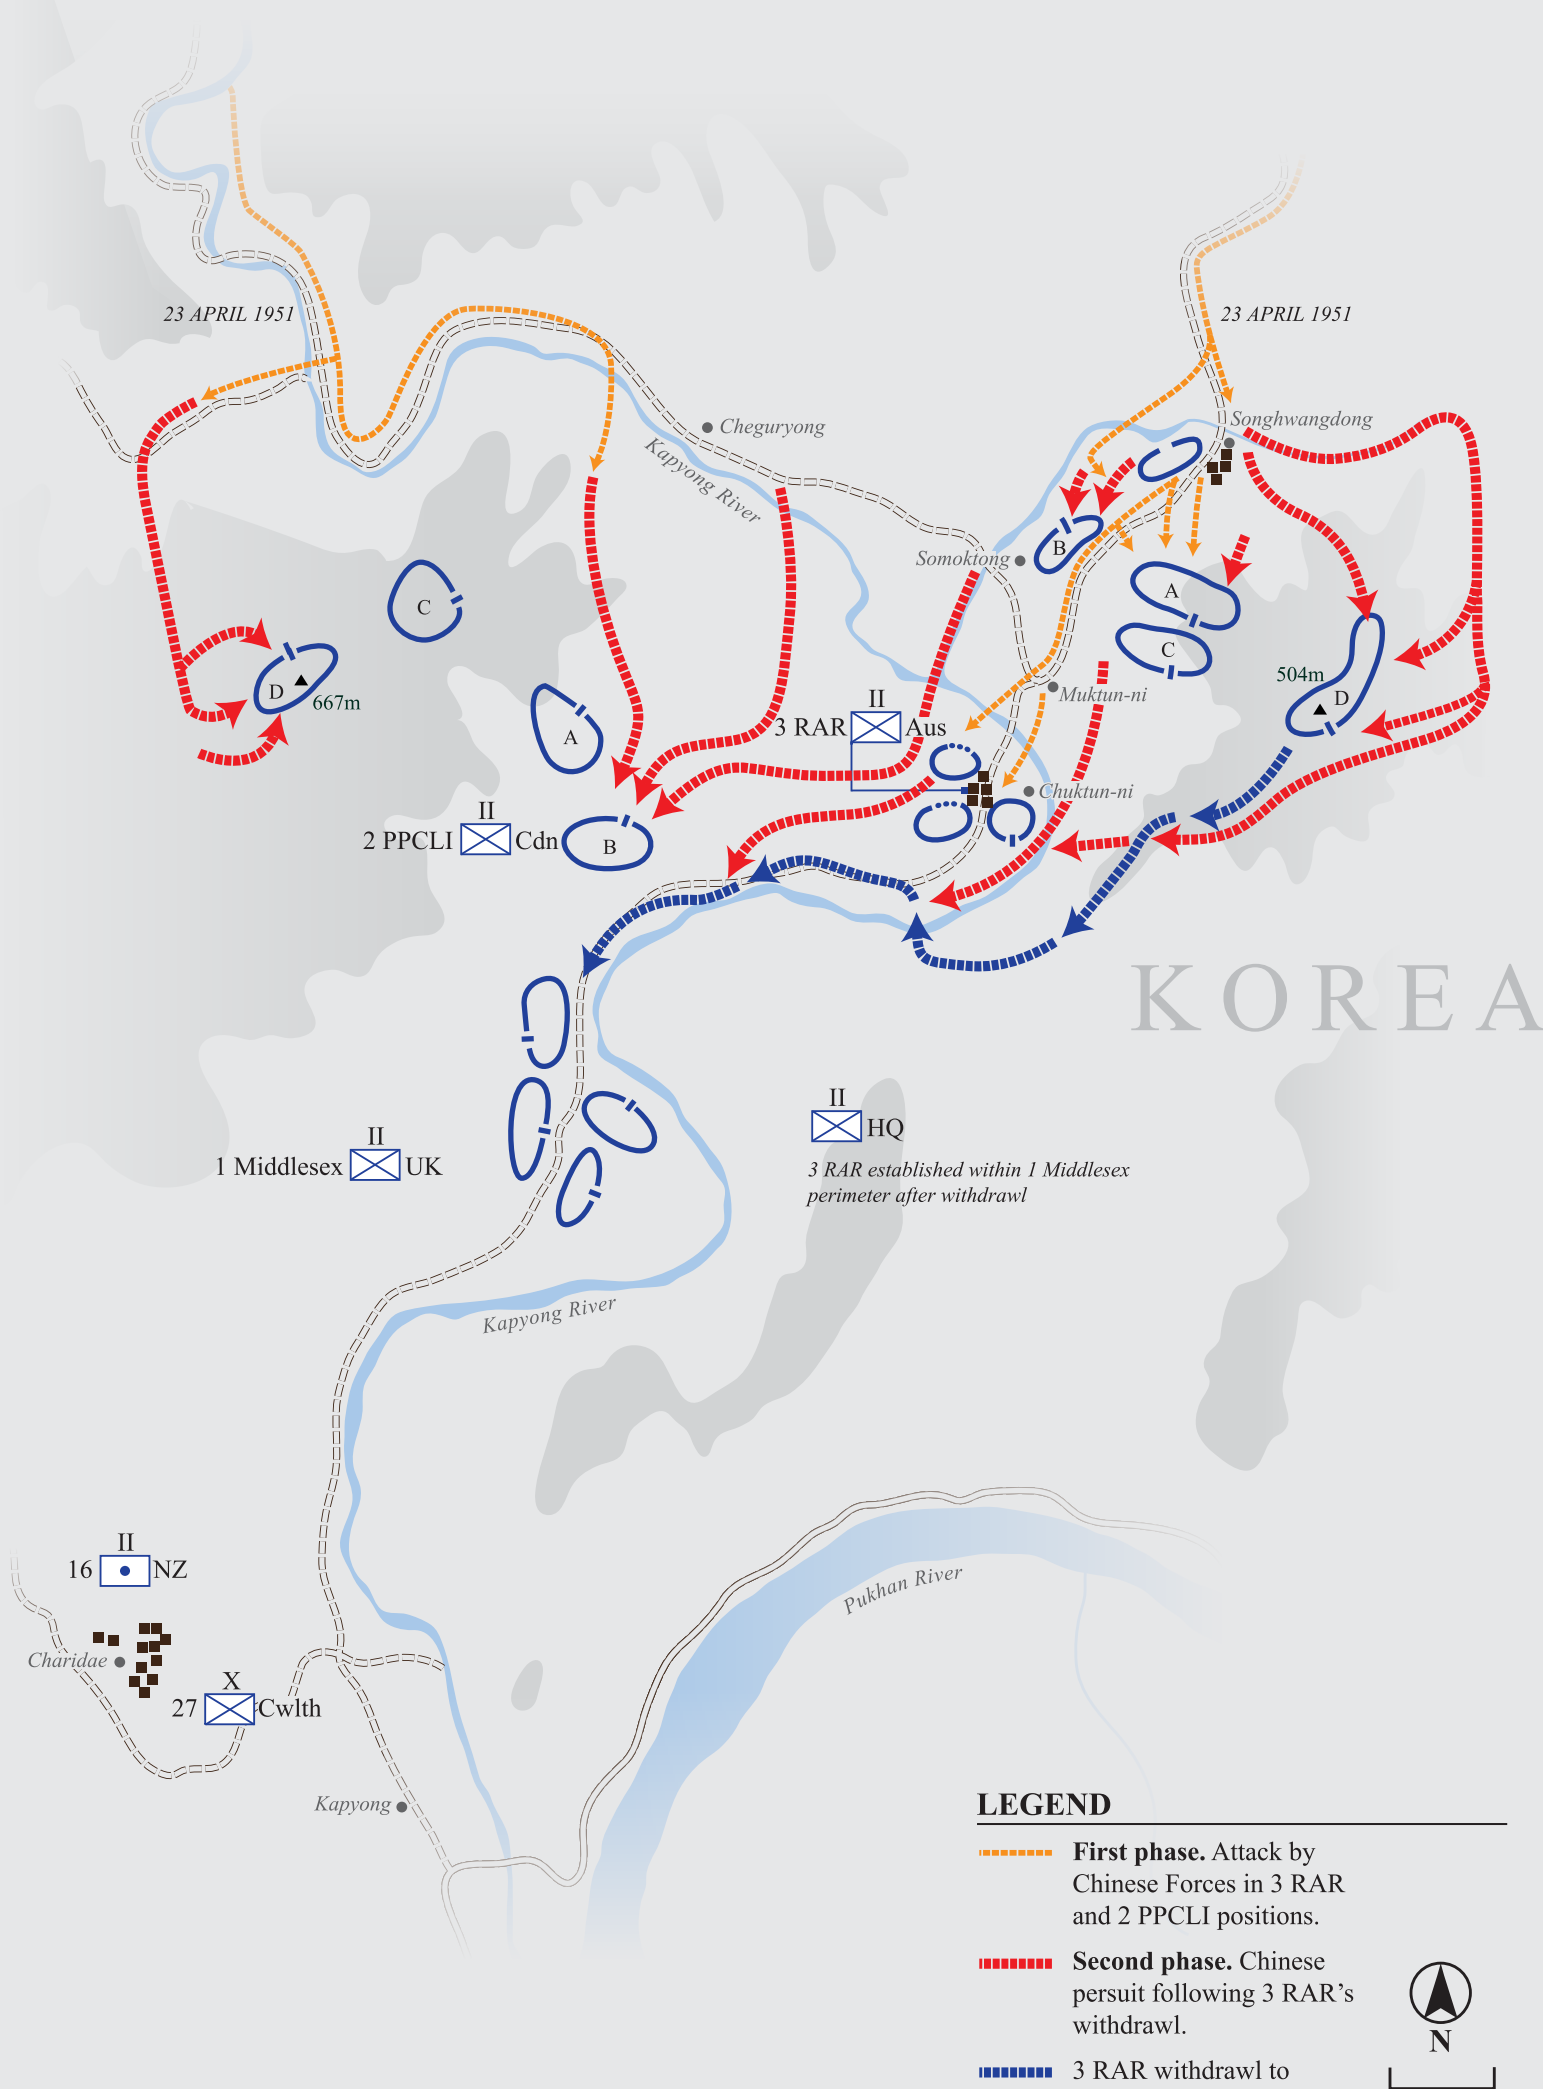 23 APRIL 1951
23 APRIL 1951
Songhwangdong
Cheguryong
Kapyong River
B
Somoktong
A
C
C
504m
D
D
667m
Muktun-ni
II
3 RAR Aus
A
Chuktun-ni
II
2 PPCLI Cdn
B
KOREA
II
HQ
3 RAR established within 1 Middlesex
perimeter after withdrawl
II
1 Middlesex UK
Kapyong River
II
16 NZ
Pukhan River
Charidae
X
27 Cwlth
Kapyong
LEGEND
First phase. Attack by
Chinese Forces in 3 RAR
and 2 PPCLI positions.
Second phase. Chinese
persuit following 3 RAR’s
withdrawl.
N
3 RAR withdrawl to